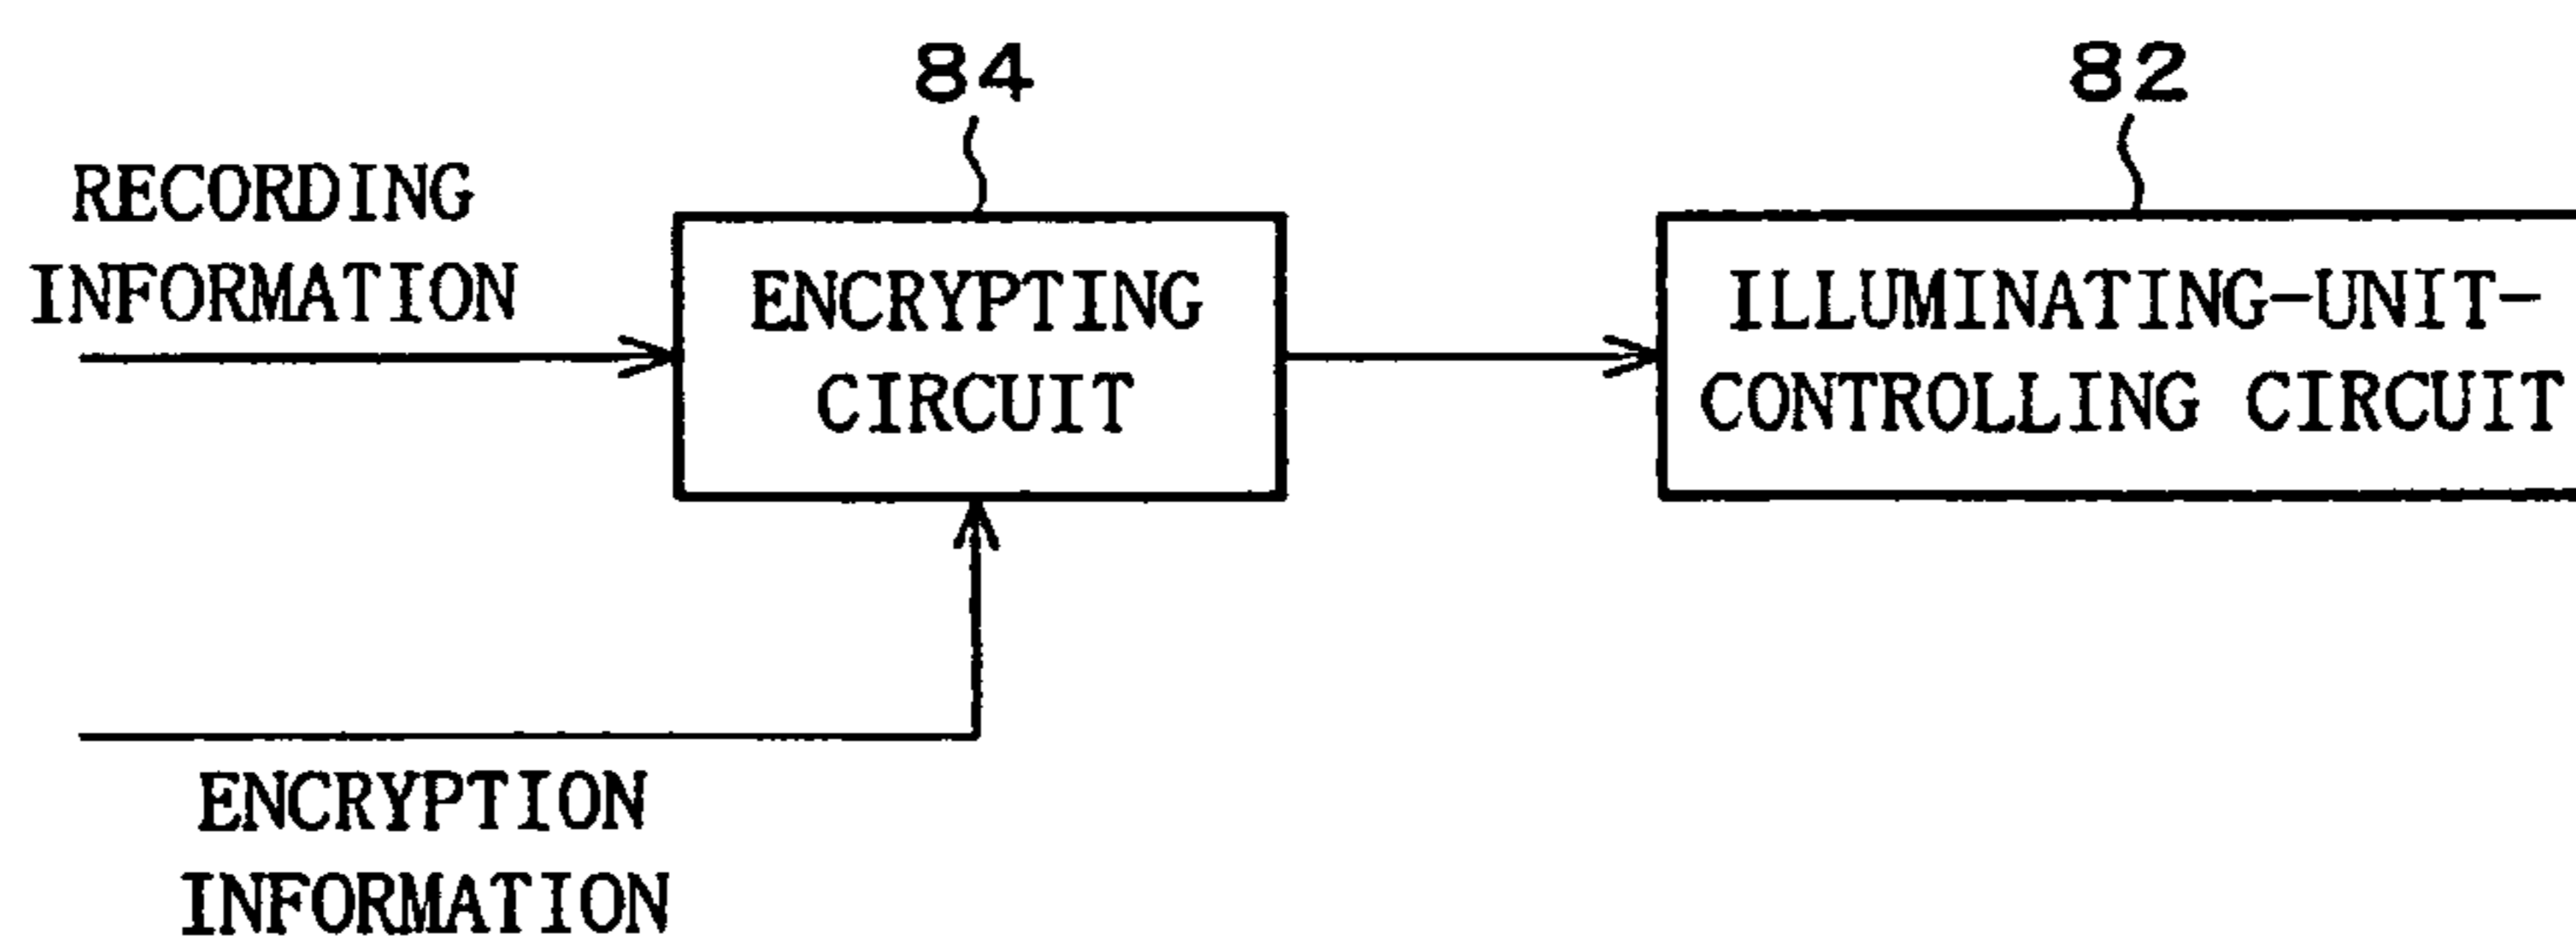 84
82
RECORDING
INFORMATION
ENCRYPTING
CIRCUIT
ILLUMINATING-UNIT-
CONTROLLING CIRCUIT
ENCRYPTION
INFORMATION